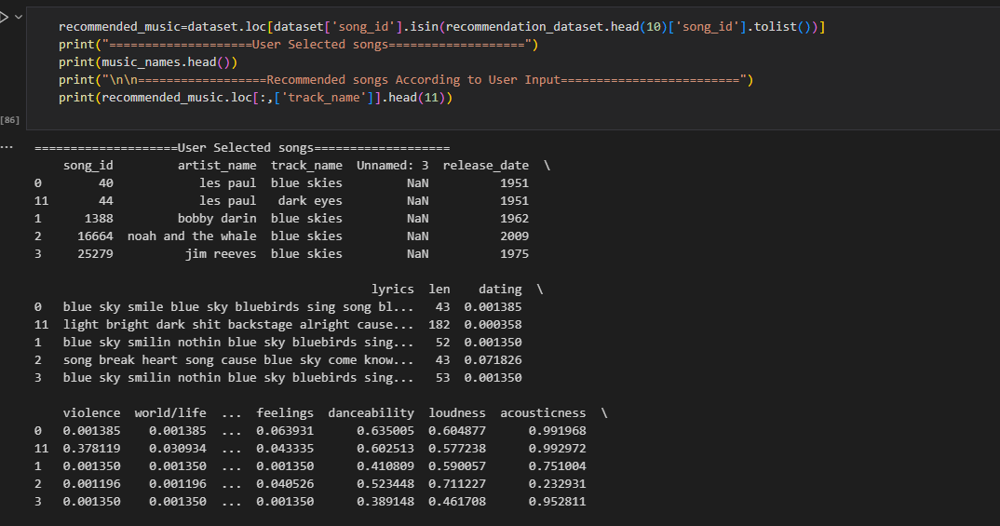 recommended_music=dataset.loc[dataset['song_id'].isin(recommendation_dataset.head(10)['song_id'].tolist())]
print("====================User Selected songs===================")
print(music_names.head())
print("\n\n==================Recommended songs According to User Input=========================")
print(recommended_music.loc[:,['track_name']].head(11))
[86]
...
====================User Selected songs===================
    song_id         artist_name  track_name  Unnamed: 3  release_date  \
0        40            les paul  blue skies         NaN          1951
11       44            les paul   dark eyes         NaN          1951
1      1388        bobby darin  blue skies         NaN          1962
2     16664  noah and the whale  blue skies         NaN          2009
3     25279          jim reeves  blue skies         NaN          1975
                                               lyrics  len    dating  \
0   blue sky smile blue sky bluebirds sing song bl...   43  0.001385
11  light bright dark shit backstage alright cause...  182  0.000358
1   blue sky smilin nothin blue sky bluebirds sing...   52  0.001350
2   song break heart song cause blue sky come know...   43  0.071826
3   blue sky smilin nothin blue sky bluebirds sing...   53  0.001350
    violence  world/life  ...  feelings  danceability  loudness  acousticness  \
0   0.001385    0.001385  ...  0.063931      0.635005  0.604877      0.991968
11  0.378119    0.030934  ...  0.043335      0.602513  0.577238      0.992972
1   0.001350    0.001350  ...  0.001350      0.410809  0.590057      0.751004
2   0.001196    0.001196  ...  0.040526      0.523448  0.711227      0.232931
3   0.001350    0.001350  ...  0.001350      0.389148  0.461708      0.952811